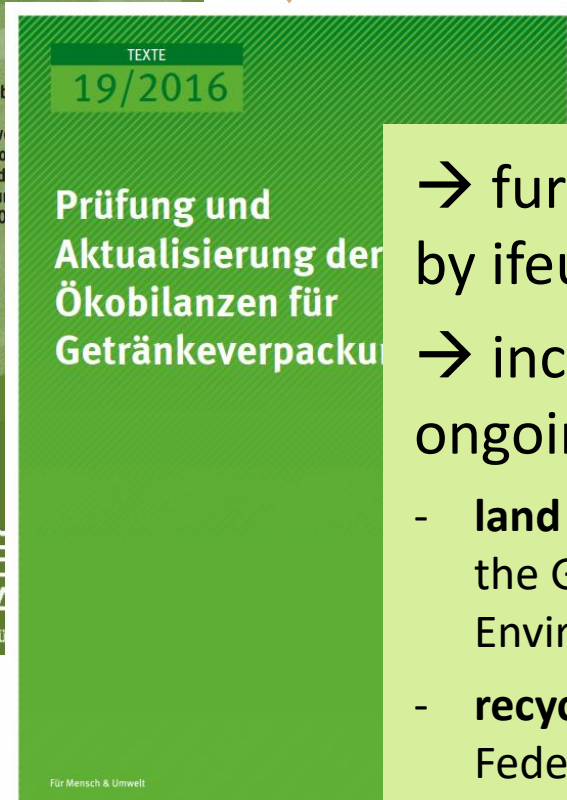 TEXTE
19/2016
Prüfung und
Aktualisierung der
Ökobilanzen für
Getränkeverpacku
→ fur
by ifeu
→ inc
ongoin
- land
the G
Envir
- recyc
Fede
Für Mensch & Umwelt